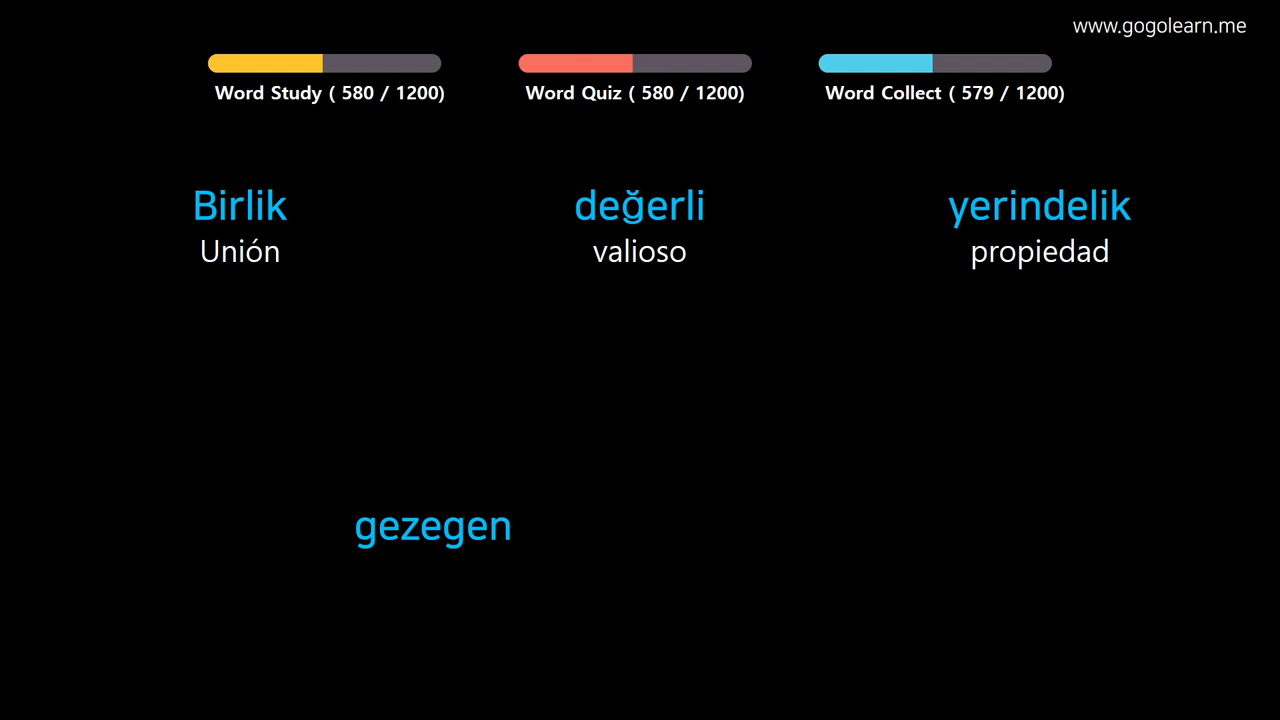 www.gogolearn.me
Word Study ( 580 / 1200)
Word Quiz ( 580 / 1200)
Word Collect ( 579 / 1200)
Birlik
Unión
değerli
valioso
yerindelik
propiedad
gezegen